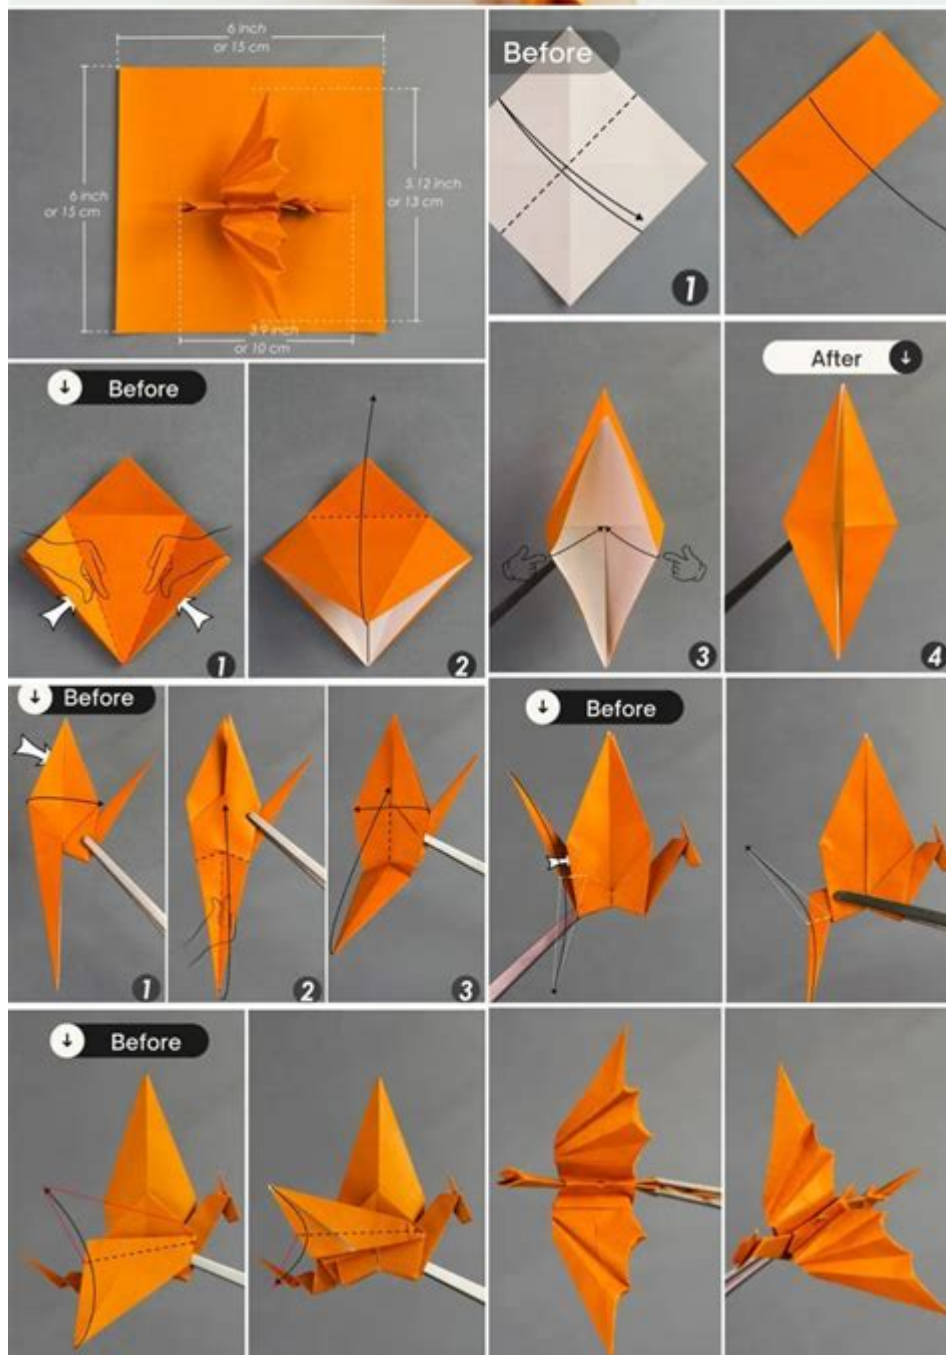 6 inch
or 15 cm
6 inch
or 15 cm
5.12 inch
or 13 cm
3.9 inch
or 10 cm
Before
1
↓ Before
1
2
3
After ↓
4
↓ Before
1
2
3
↓ Before
↓ Before